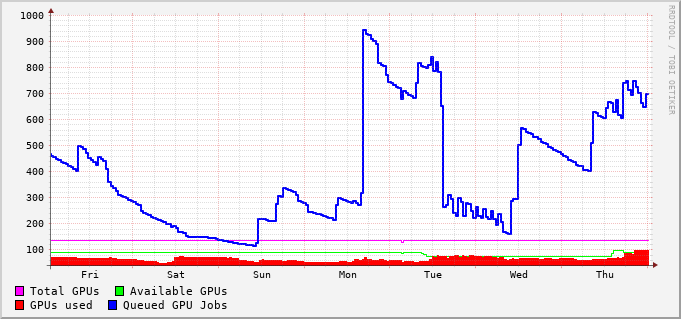 1000
900
800
700
600
500
400
300
200
100
Fri Sat Sun Mon Tue Wed Thu
Total GPUs Available GPUs
GPUs used Queued GPU Jobs
RRDTOOL / TOBI OETIKER